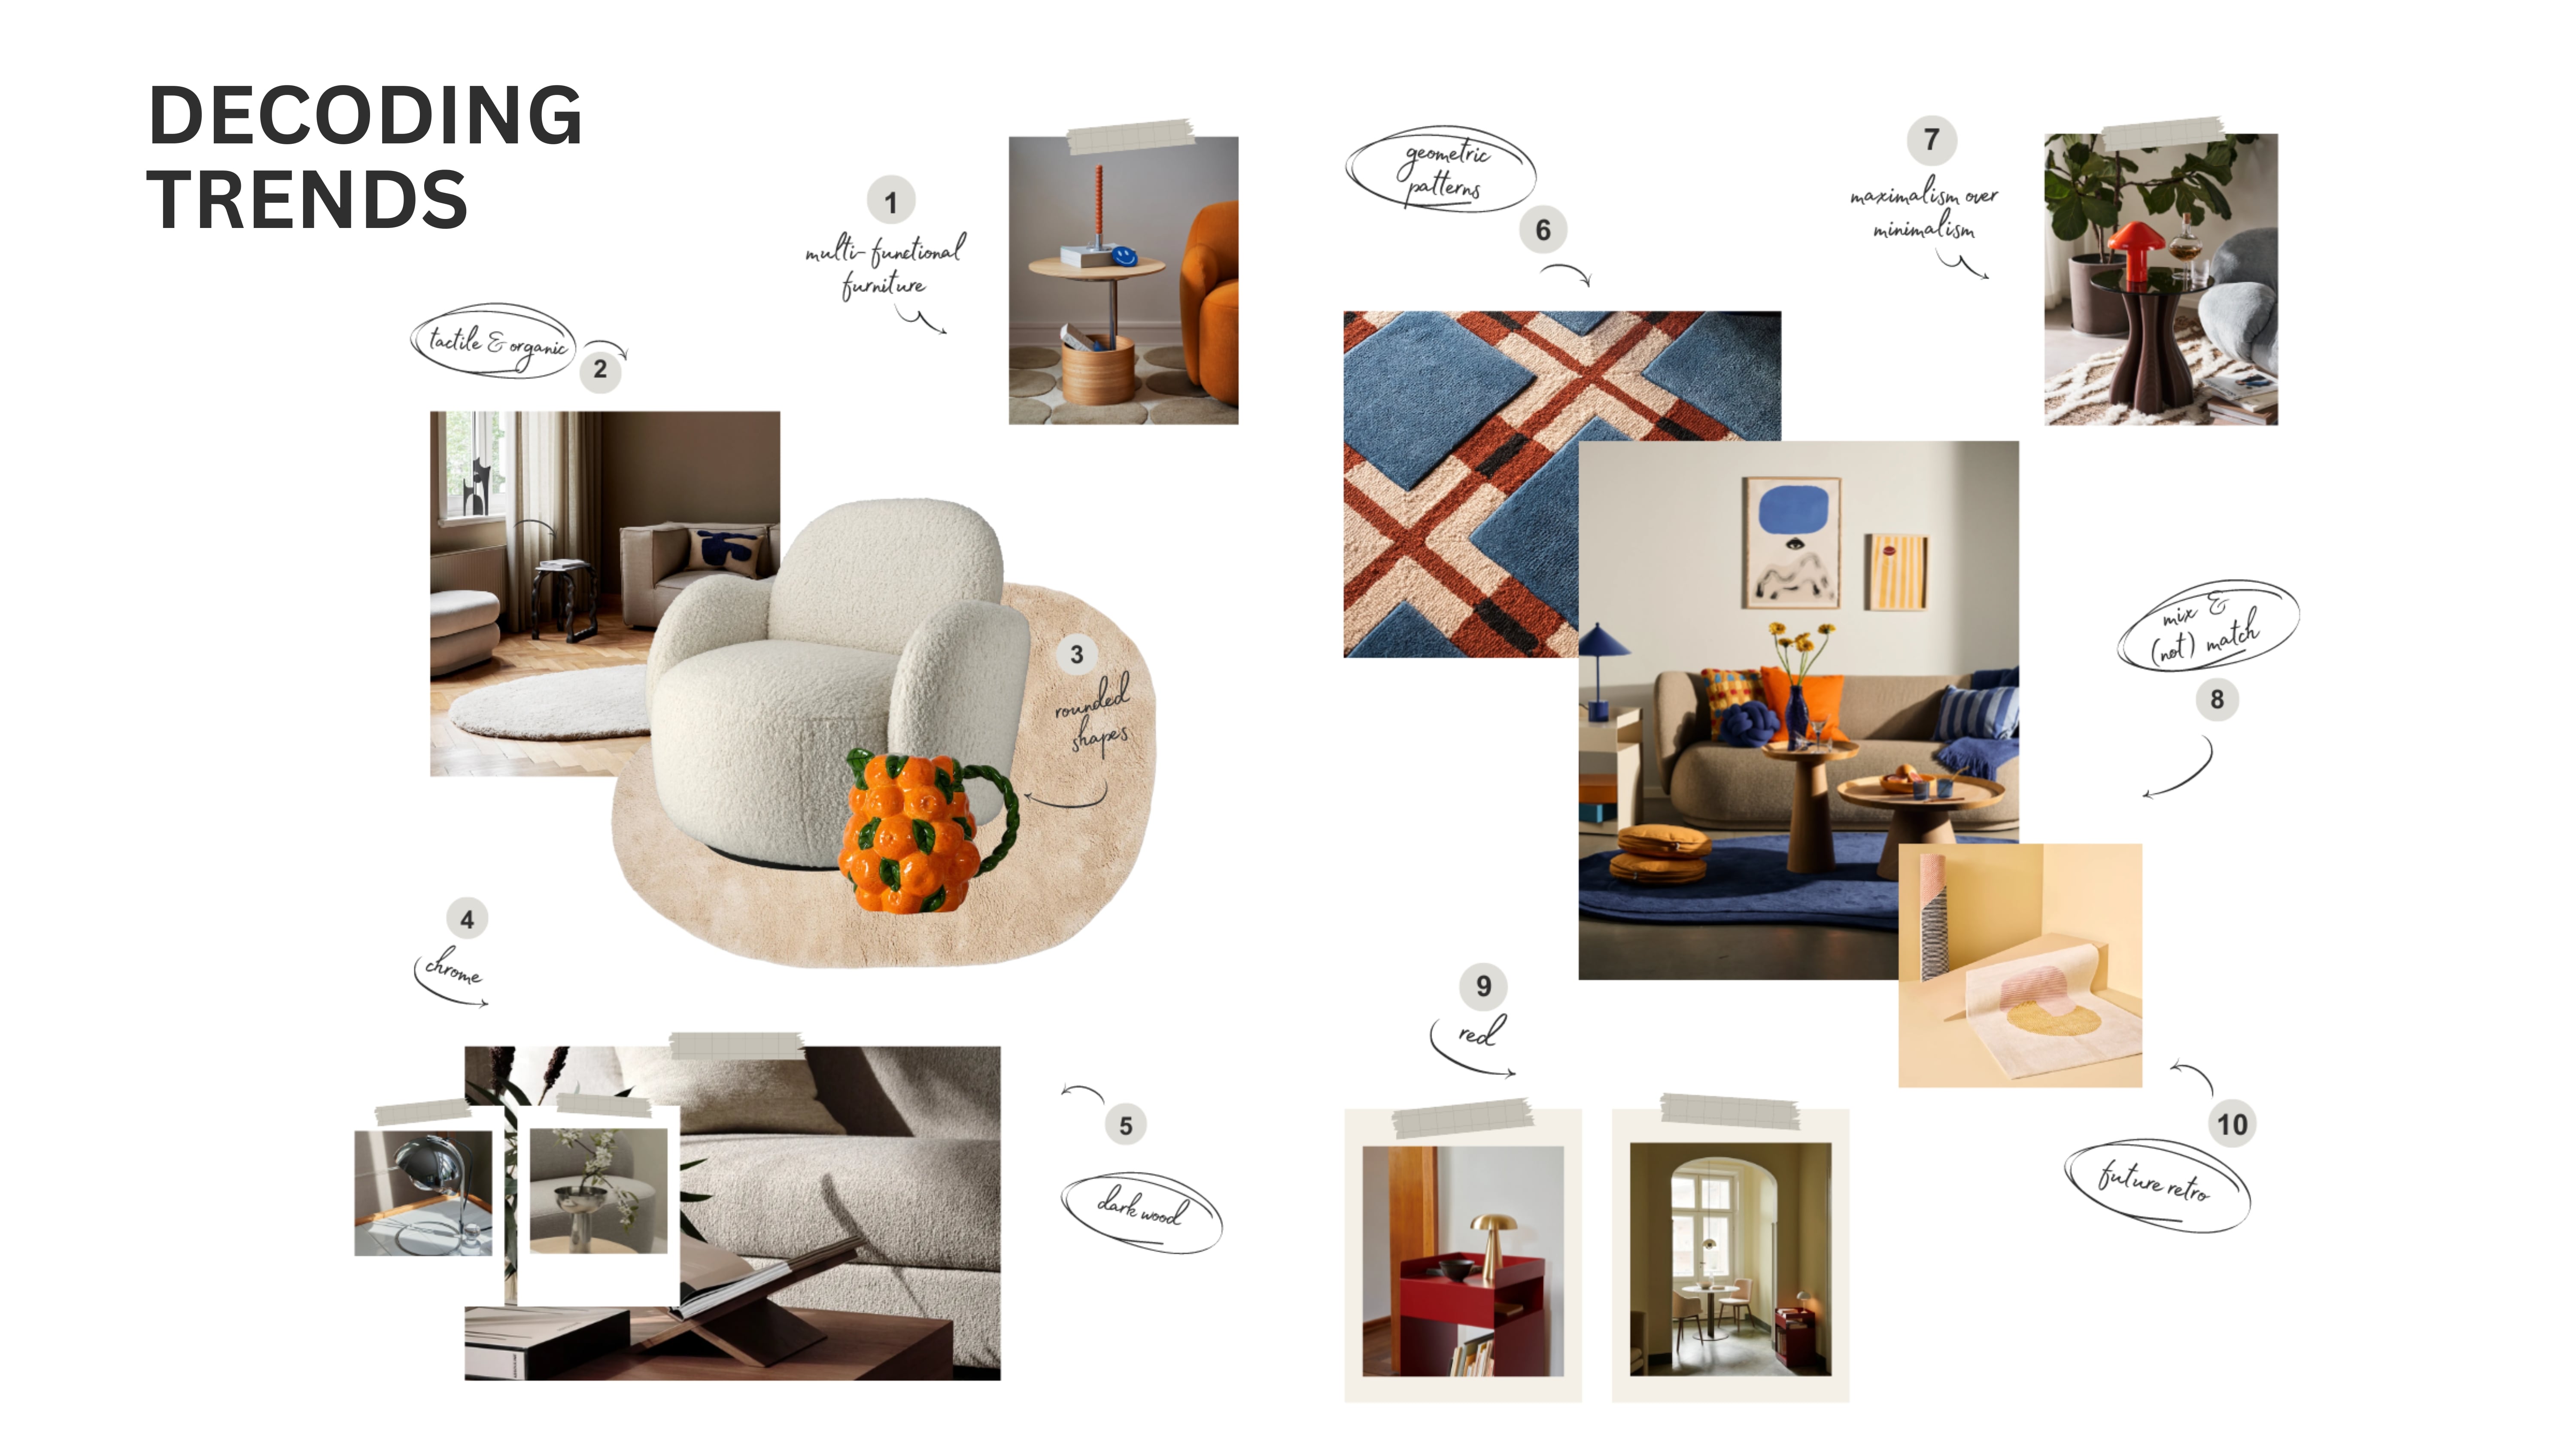 DECODING
TRENDS
1
multi-functional
furniture
tactile & organic
2
3
rounded
shapes
4
chrome
5
dark wood
geometric
patterns
6
7
maximalism over
minimalism
mix &
(not) match
8
9
red
10
future retro